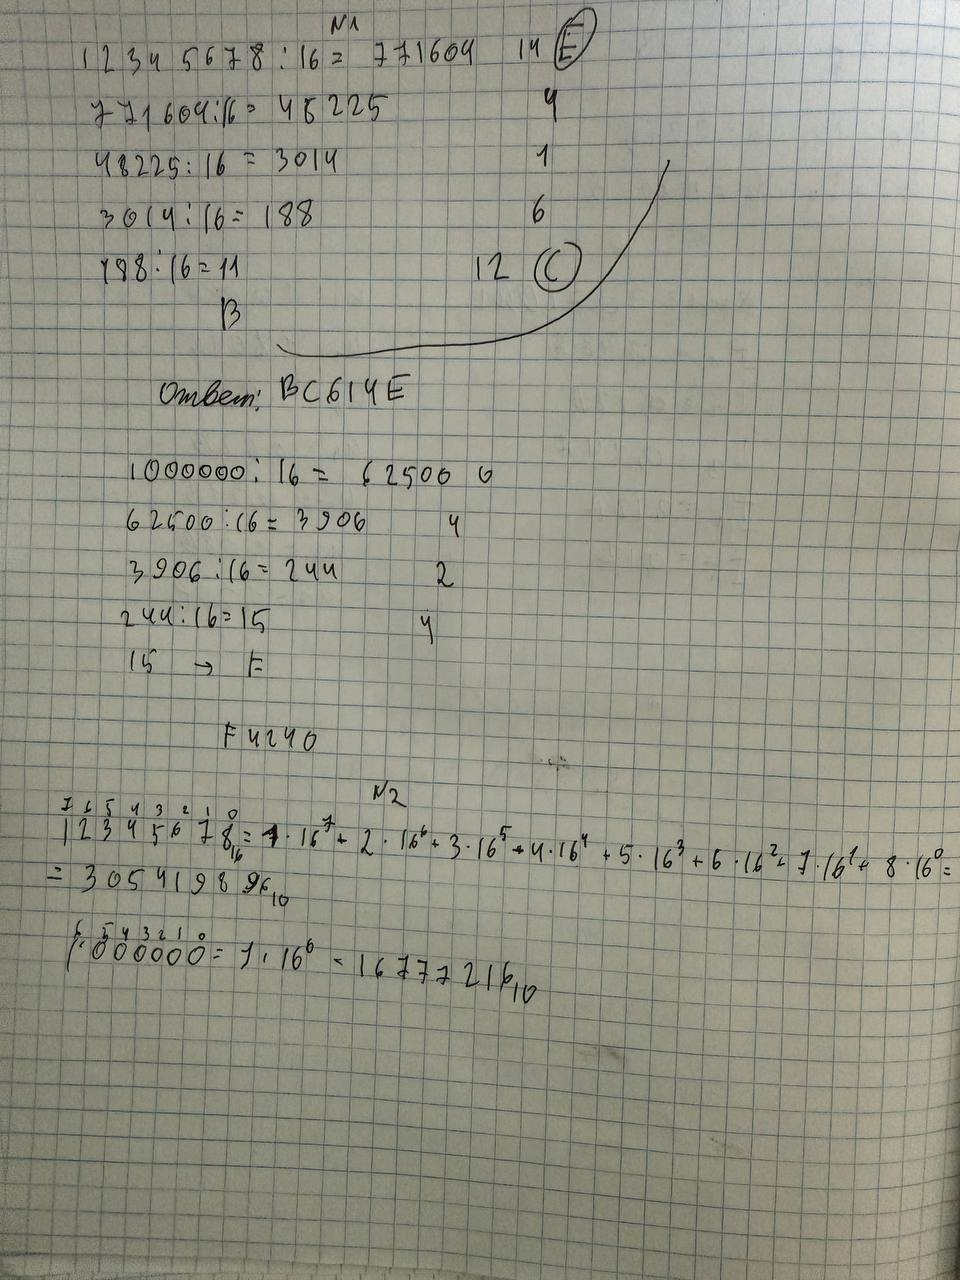 №1
12345678 : 16 = 771604 14 E
771604 : 16 = 48225 4
48225 : 16 = 3014 1
3014 : 16 = 188 6
188 : 16 = 11 12 C
B
Ответ: BC614E
1000000 : 16 = 62500 0
62500 : 16 = 3906 4
3906 : 16 = 244 2
244 : 16 = 15 4
15 → F
F4240
№2
7 6 5 4 3 2 1 0
12345678₁₆ = 1·16⁷ + 2·16⁶ + 3·16⁵ + 4·16⁴ + 5·16³ + 6·16² + 7·16¹ + 8·16⁰ =
= 305419896₁₀
6 5 4 3 2 1 0
1000000 = 1·16⁶ = 16777216₁₀